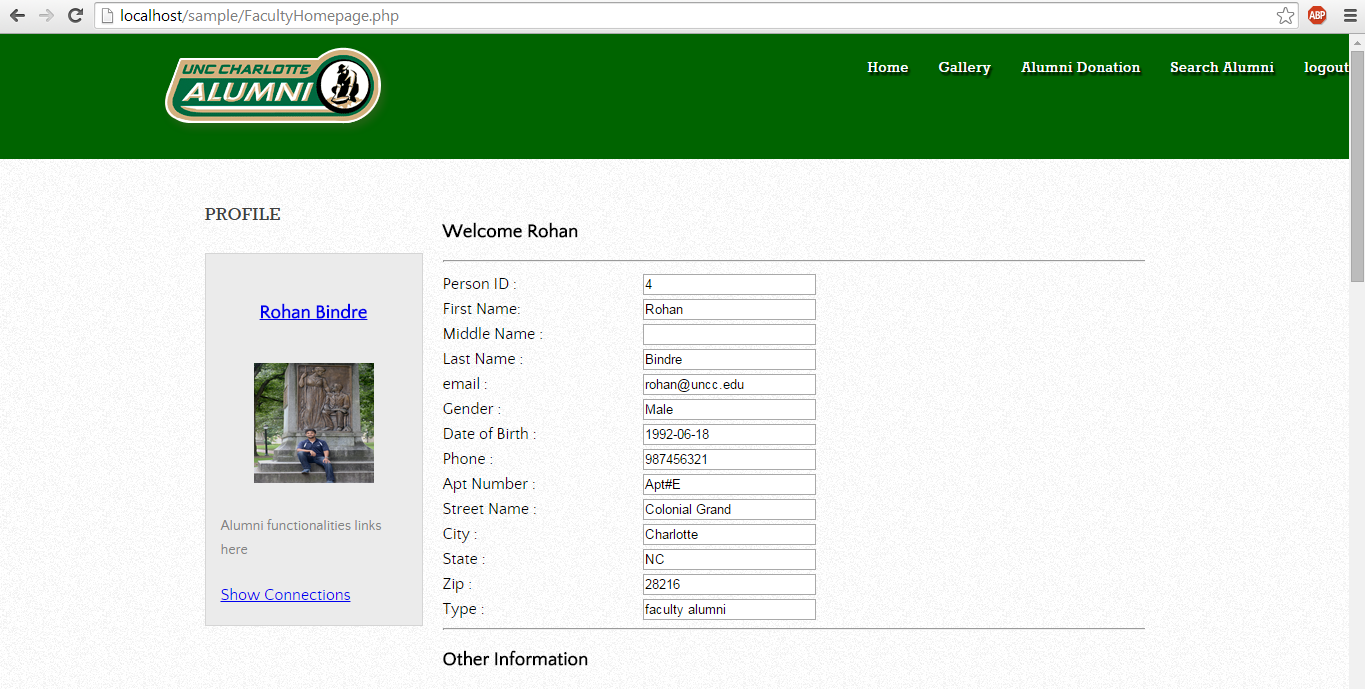 localhost/sample/FacultyHomepage.php
ABP
UNC CHARLOTTE
ALUMNI
Home Gallery Alumni Donation Search Alumni logout
PROFILE
Rohan Bindre
Alumni functionalities links
here
Show Connections
Welcome Rohan
Person ID : 4
First Name: Rohan
Middle Name :
Last Name : Bindre
email : rohan@uncc.edu
Gender : Male
Date of Birth : 1992-06-18
Phone : 987456321
Apt Number : Apt#E
Street Name : Colonial Grand
City : Charlotte
State : NC
Zip : 28216
Type : faculty alumni
Other Information